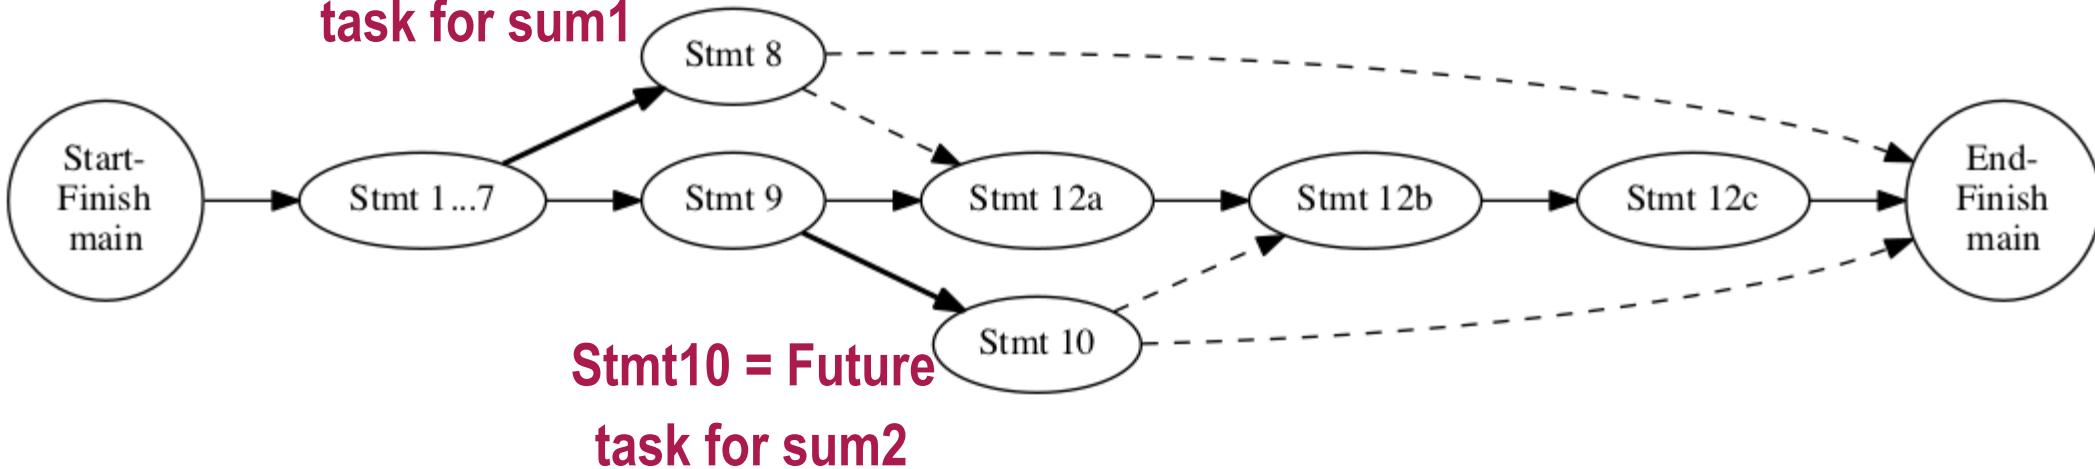 task for sum1
Stmt 8
Start-
Finish
main
Stmt 1...7
Stmt 9
Stmt 12a
Stmt 12b
Stmt 12c
End-
Finish
main
Stmt 10
Stmt10 = Future
task for sum2